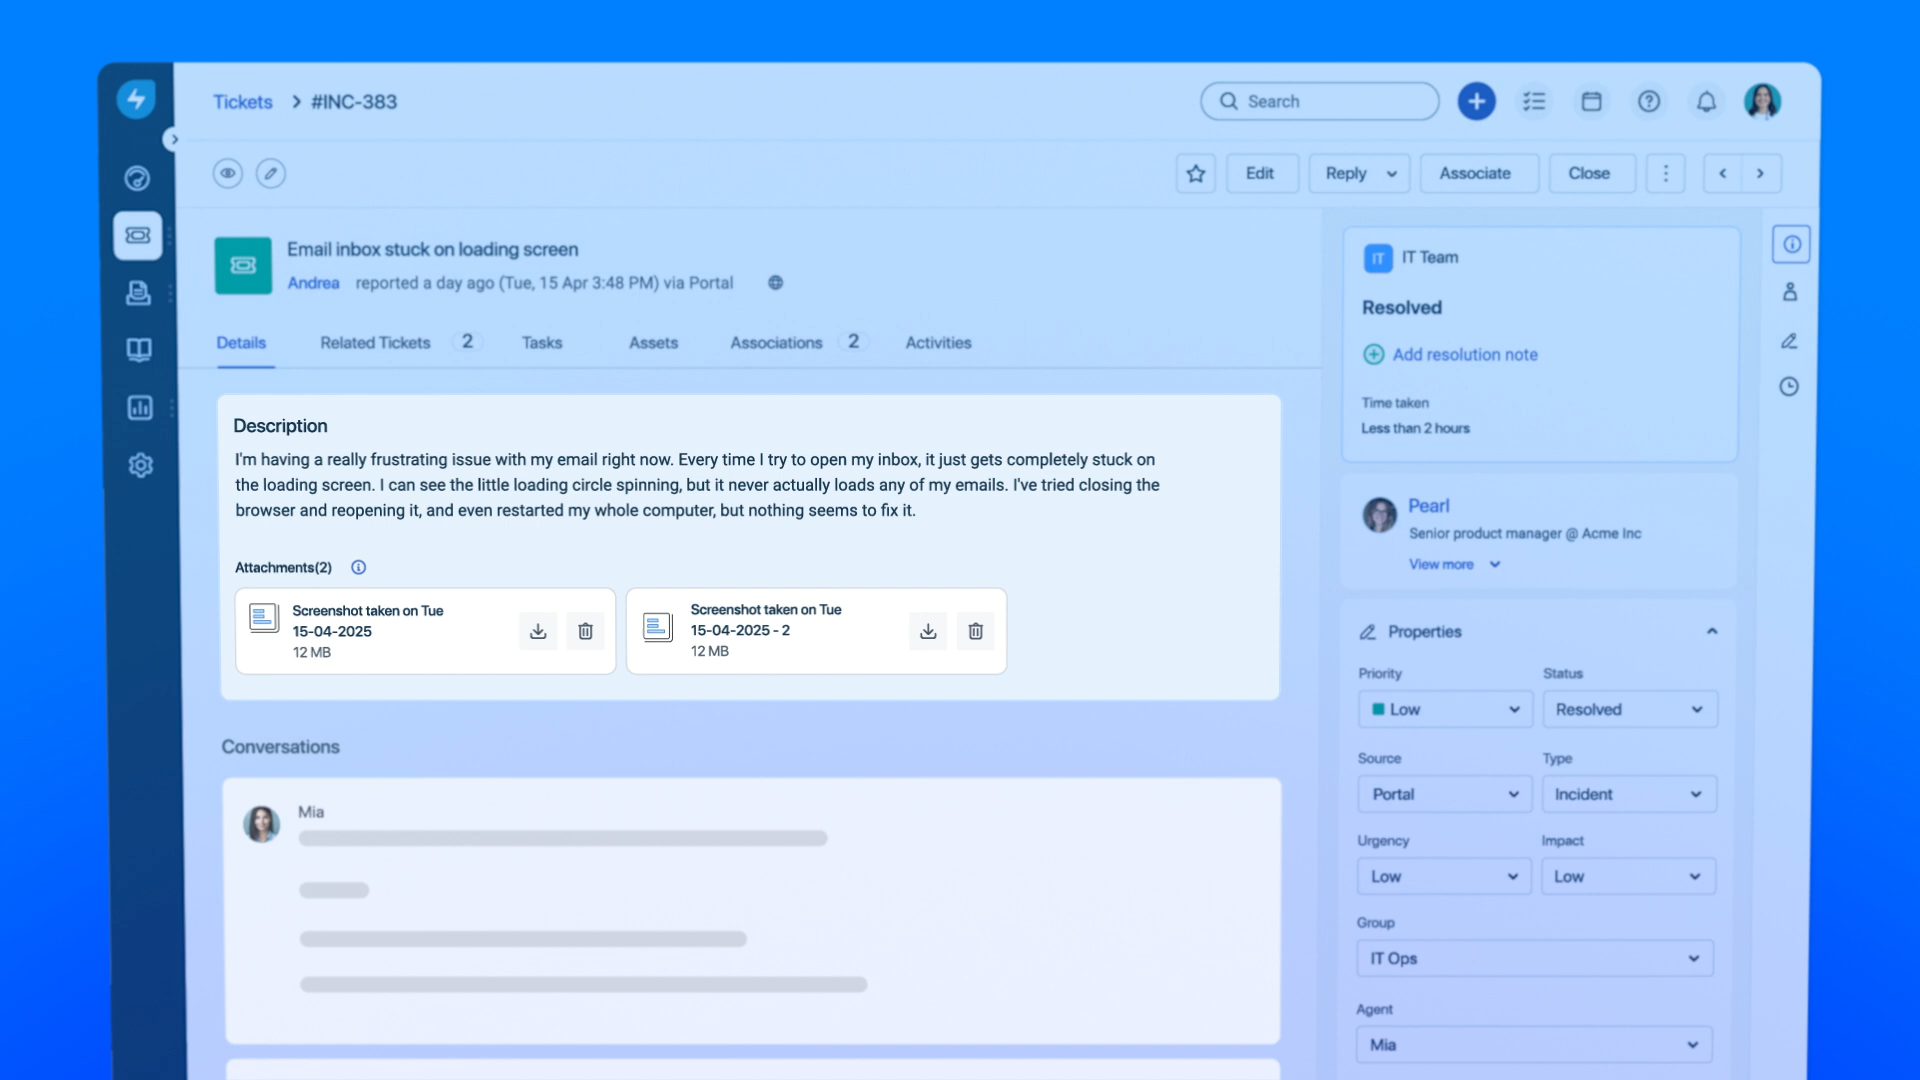 Tickets > #INC-383
Search
Edit
Reply
Associate
Close
Email inbox stuck on loading screen
Andrea reported a day ago (Tue, 15 Apr 3:48 PM) via Portal
Details
Related Tickets 2
Tasks
Assets
Associations 2
Activities
Description
I'm having a really frustrating issue with my email right now. Every time I try to open my inbox, it just gets completely stuck on
the loading screen. I can see the little loading circle spinning, but it never actually loads any of my emails. I've tried closing the
browser and reopening it, and even restarted my whole computer, but nothing seems to fix it.
Attachments(2)
Screenshot taken on Tue
15-04-2025
12 MB
Screenshot taken on Tue
15-04-2025 - 2
12 MB
Conversations
Mia
IT IT Team
Resolved
Add resolution note
Time taken
Less than 2 hours
Pearl
Senior product manager @ Acme Inc
View more
Properties
Priority
Low
Status
Resolved
Source
Portal
Type
Incident
Urgency
Low
Impact
Low
Group
IT Ops
Agent
Mia